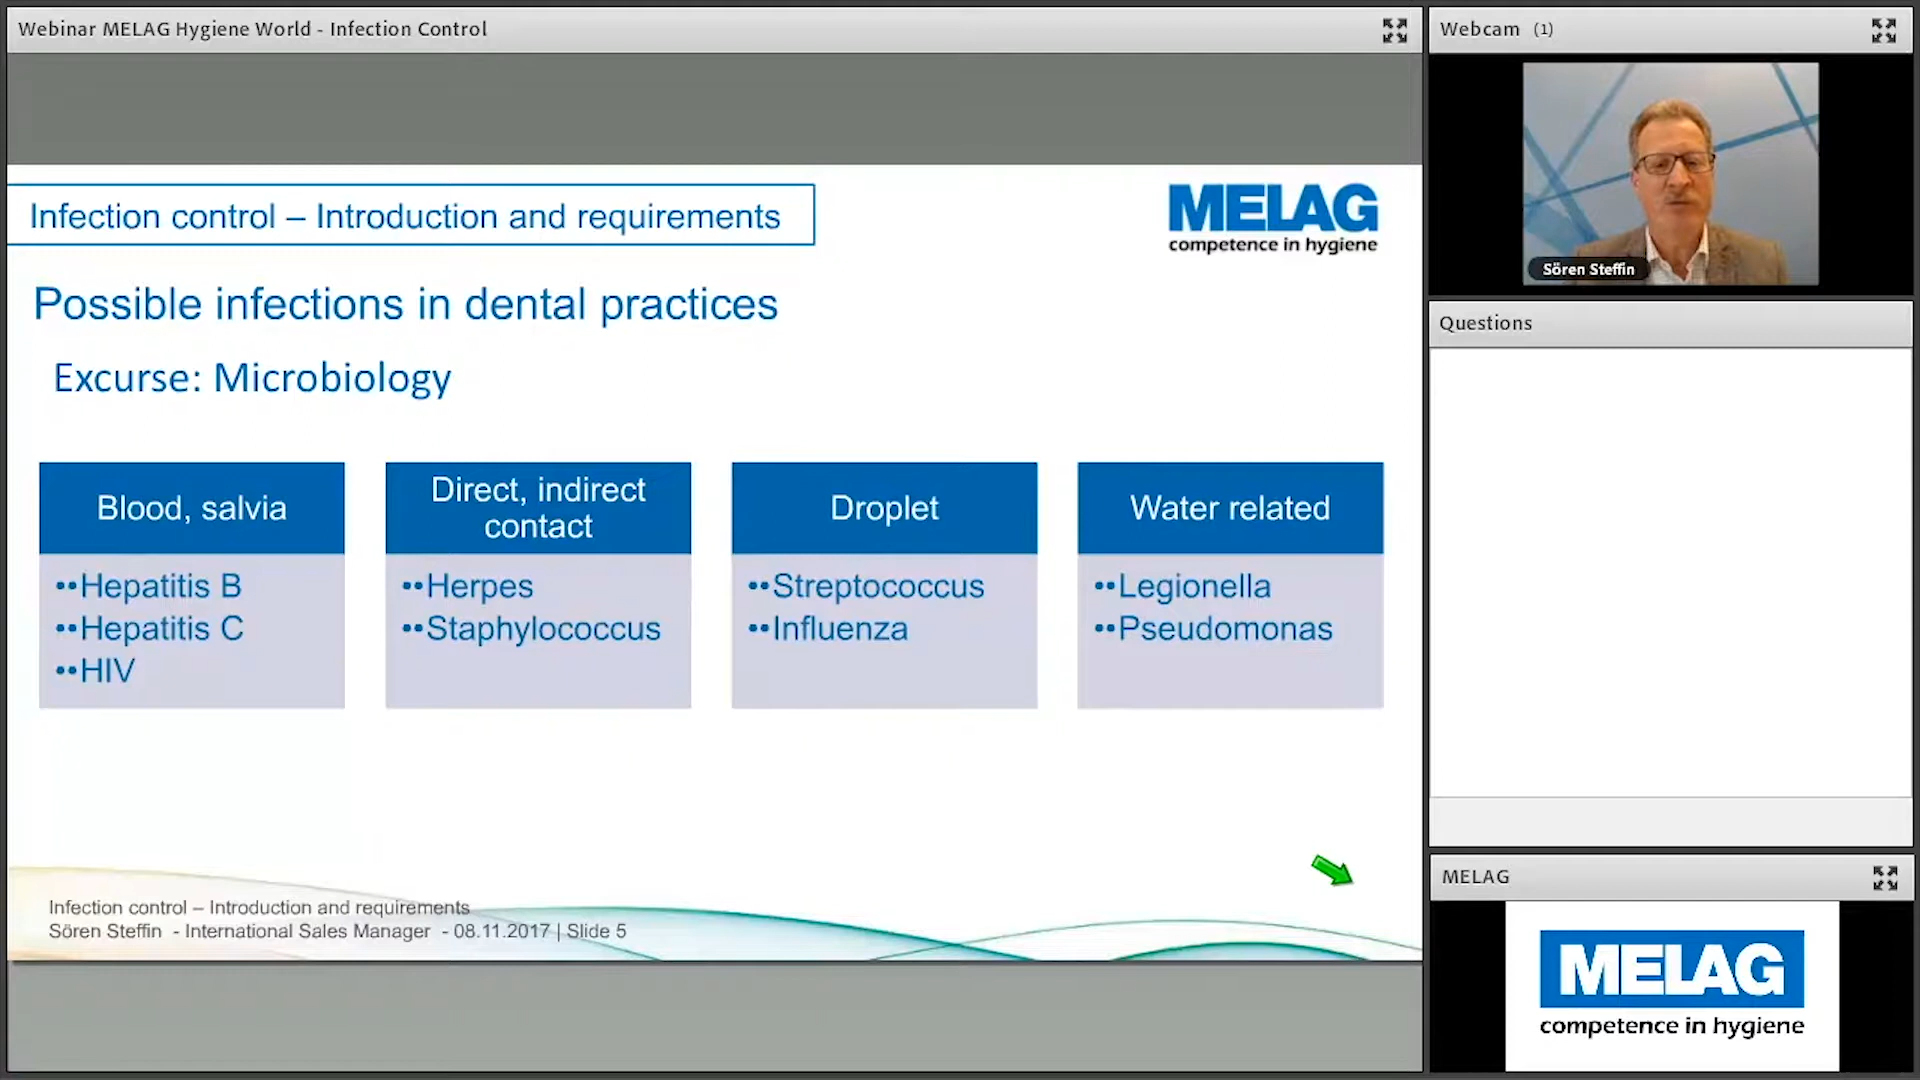 Webinar MELAG Hygiene World - Infection Control
Infection control – Introduction and requirements
MELAG
competence in hygiene
Possible infections in dental practices
Excurse: Microbiology
Blood, salvia
••Hepatitis B
••Hepatitis C
••HIV
Direct, indirect
contact
••Herpes
••Staphylococcus
Droplet
••Streptococcus
••Influenza
Water related
••Legionella
••Pseudomonas
Infection control – Introduction and requirements
Sören Steffin - International Sales Manager - 08.11.2017 | Slide 5
Webcam (1)
Sören Steffin
Questions
MELAG
MELAG
competence in hygiene